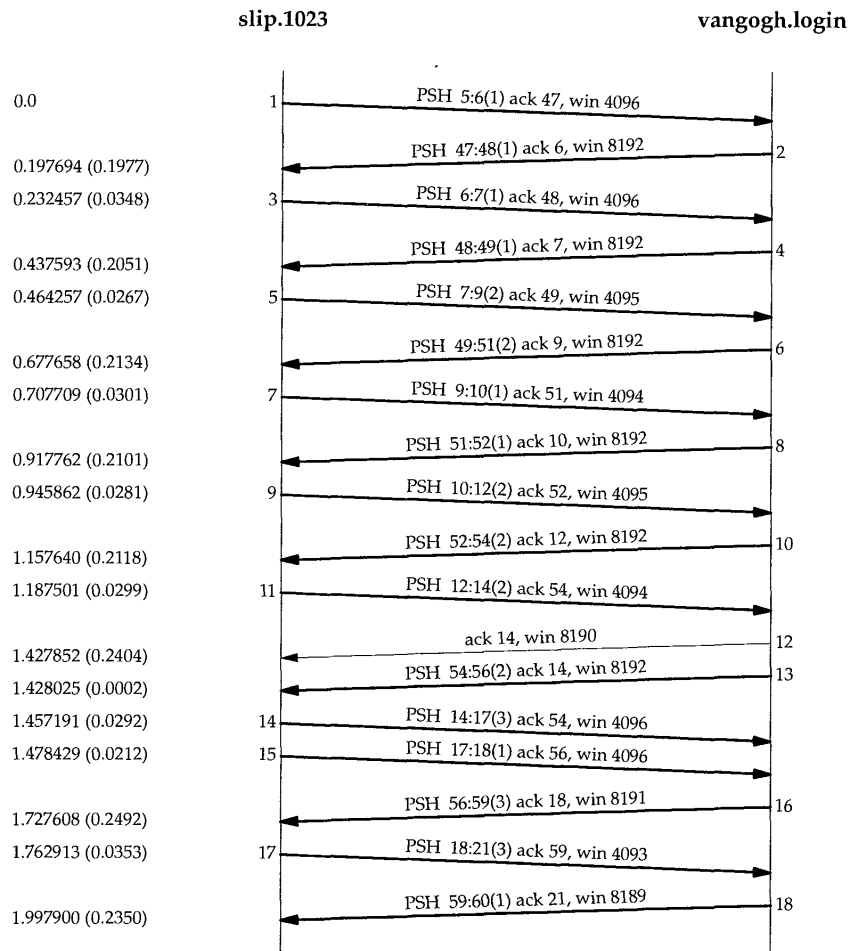 slip.1023 vangogh.login
0.0 1 PSH 5:6(1) ack 47, win 4096
PSH 47:48(1) ack 6, win 8192 2
0.197694 (0.1977)
0.232457 (0.0348) 3 PSH 6:7(1) ack 48, win 4096
PSH 48:49(1) ack 7, win 8192 4
0.437593 (0.2051)
0.464257 (0.0267) 5 PSH 7:9(2) ack 49, win 4095
PSH 49:51(2) ack 9, win 8192 6
0.677658 (0.2134)
0.707709 (0.0301) 7 PSH 9:10(1) ack 51, win 4094
PSH 51:52(1) ack 10, win 8192 8
0.917762 (0.2101)
0.945862 (0.0281) 9 PSH 10:12(2) ack 52, win 4095
PSH 52:54(2) ack 12, win 8192 10
1.157640 (0.2118)
1.187501 (0.0299) 11 PSH 12:14(2) ack 54, win 4094
ack 14, win 8190 12
1.427852 (0.2404)
PSH 54:56(2) ack 14, win 8192 13
1.428025 (0.0002)
1.457191 (0.0292) 14 PSH 14:17(3) ack 54, win 4096
1.478429 (0.0212) 15 PSH 17:18(1) ack 56, win 4096
PSH 56:59(3) ack 18, win 8191 16
1.727608 (0.2492)
1.762913 (0.0353) 17 PSH 18:21(3) ack 59, win 4093
PSH 59:60(1) ack 21, win 8189 18
1.997900 (0.2350)